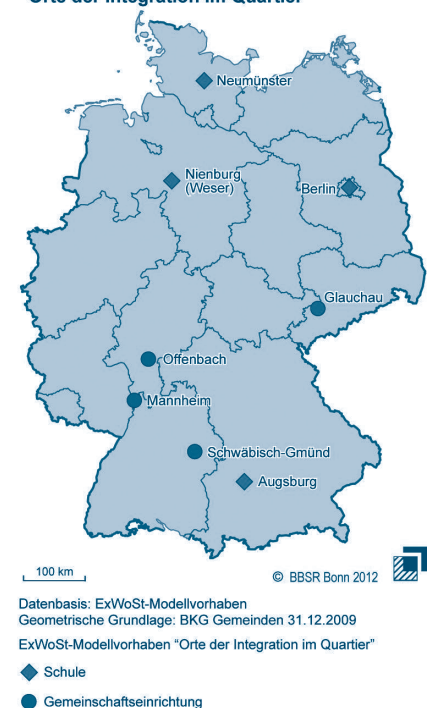 Orte der Integration im Quartier
Neumünster
Nienburg
(Weser)
Berlin
Glauchau
Offenbach
Mannheim
Schwäbisch-Gmünd
Augsburg
100 km
© BBSR Bonn 2012
Datenbasis: ExWoSt-Modellvorhaben
Geometrische Grundlage: BKG Gemeinden 31.12.2009
ExWoSt-Modellvorhaben "Orte der Integration im Quartier"
Schule
Gemeinschaftseinrichtung